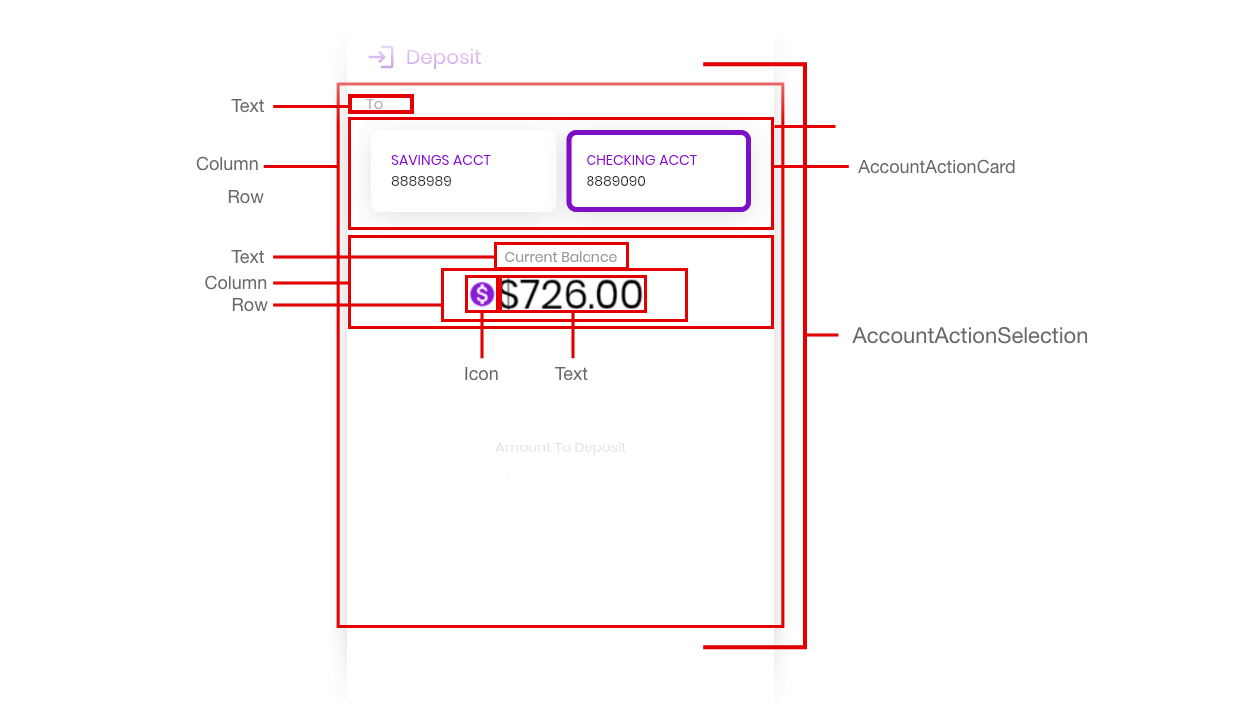 Deposit
Text
To
Column
SAVINGS ACCT
CHECKING ACCT
AccountActionCard
8888989
8889090
Row
Text
Current Balance
Column
Row
$
$726.00
AccountActionSelection
Icon
Text
Amount To Deposit